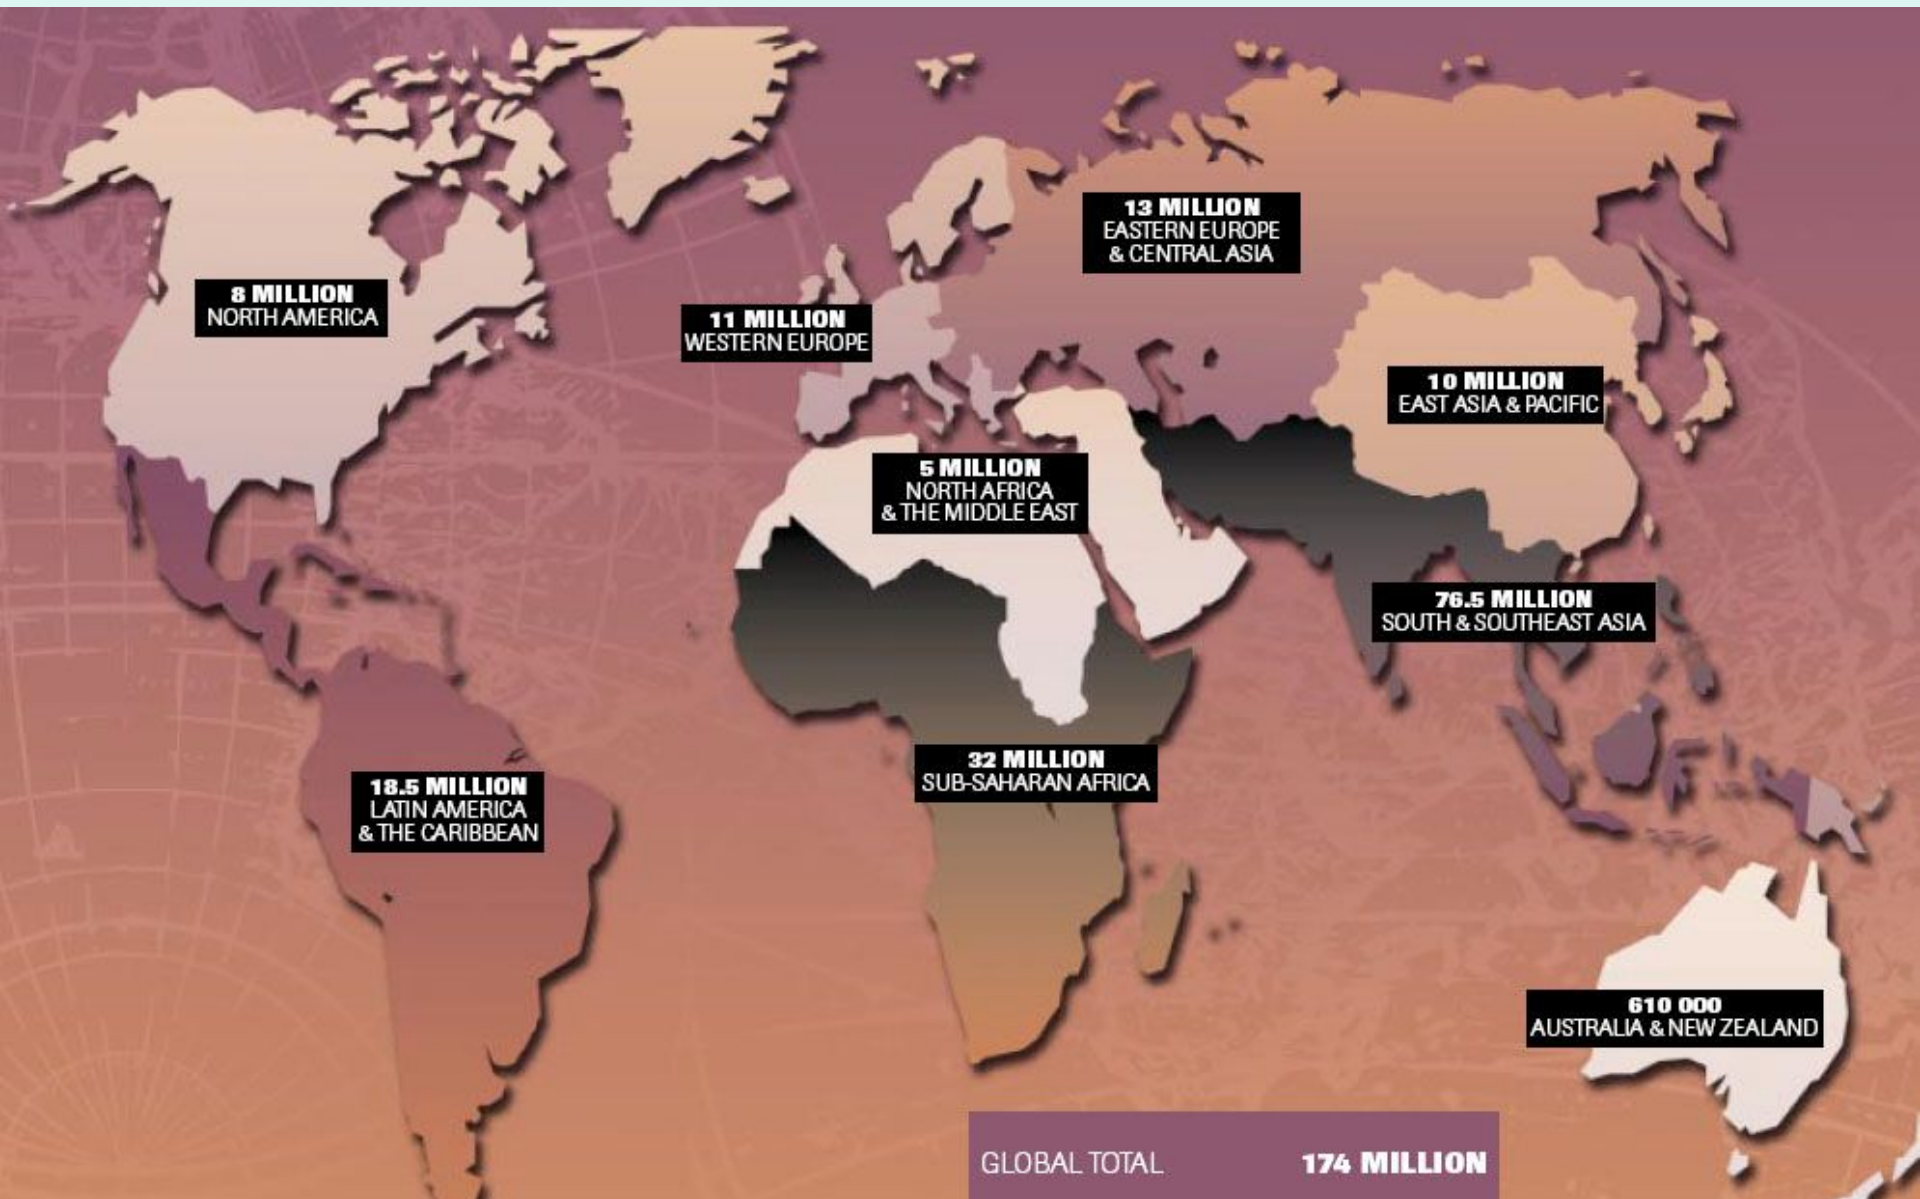 13 MILLION
EASTERN EUROPE
& CENTRAL ASIA
8 MILLION
NORTH AMERICA
11 MILLION
WESTERN EUROPE
10 MILLION
EAST ASIA & PACIFIC
5 MILLION
NORTH AFRICA
& THE MIDDLE EAST
76.5 MILLION
SOUTH & SOUTHEAST ASIA
32 MILLION
SUB-SAHARAN AFRICA
18.5 MILLION
LATIN AMERICA
& THE CARIBBEAN
610 000
AUSTRALIA & NEW ZEALAND
GLOBAL TOTAL 174 MILLION